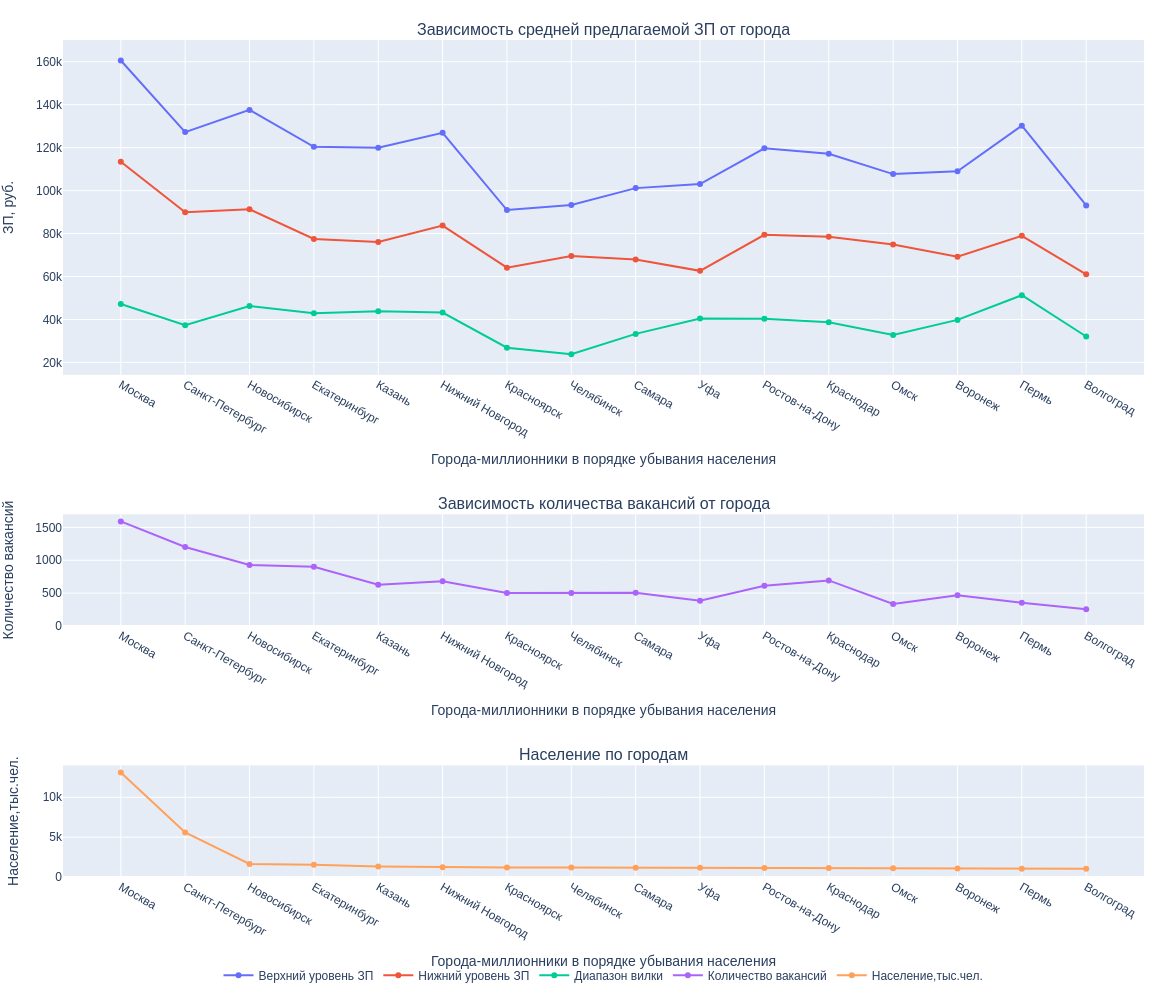 Зависимость средней предлагаемой ЗП от города
ЗП, руб.
160k
140k
120k
100k
80k
60k
40k
20k
Москва
Санкт-Петербург
Новосибирск
Екатеринбург
Казань
Нижний Новгород
Красноярск
Челябинск
Самара
Уфа
Ростов-на-Дону
Краснодар
Омск
Воронеж
Пермь
Волгоград
Города-миллионники в порядке убывания населения
Зависимость количества вакансий от города
Количество вакансий
1500
1000
500
0
Москва
Санкт-Петербург
Новосибирск
Екатеринбург
Казань
Нижний Новгород
Красноярск
Челябинск
Самара
Уфа
Ростов-на-Дону
Краснодар
Омск
Воронеж
Пермь
Волгоград
Города-миллионники в порядке убывания населения
Население по городам
Население,тыс.чел.
10k
5k
0
Москва
Санкт-Петербург
Новосибирск
Екатеринбург
Казань
Нижний Новгород
Красноярск
Челябинск
Самара
Уфа
Ростов-на-Дону
Краснодар
Омск
Воронеж
Пермь
Волгоград
Города-миллионники в порядке убывания населения
Верхний уровень ЗП Нижний уровень ЗП Диапазон вилки Количество вакансий Население,тыс.чел.